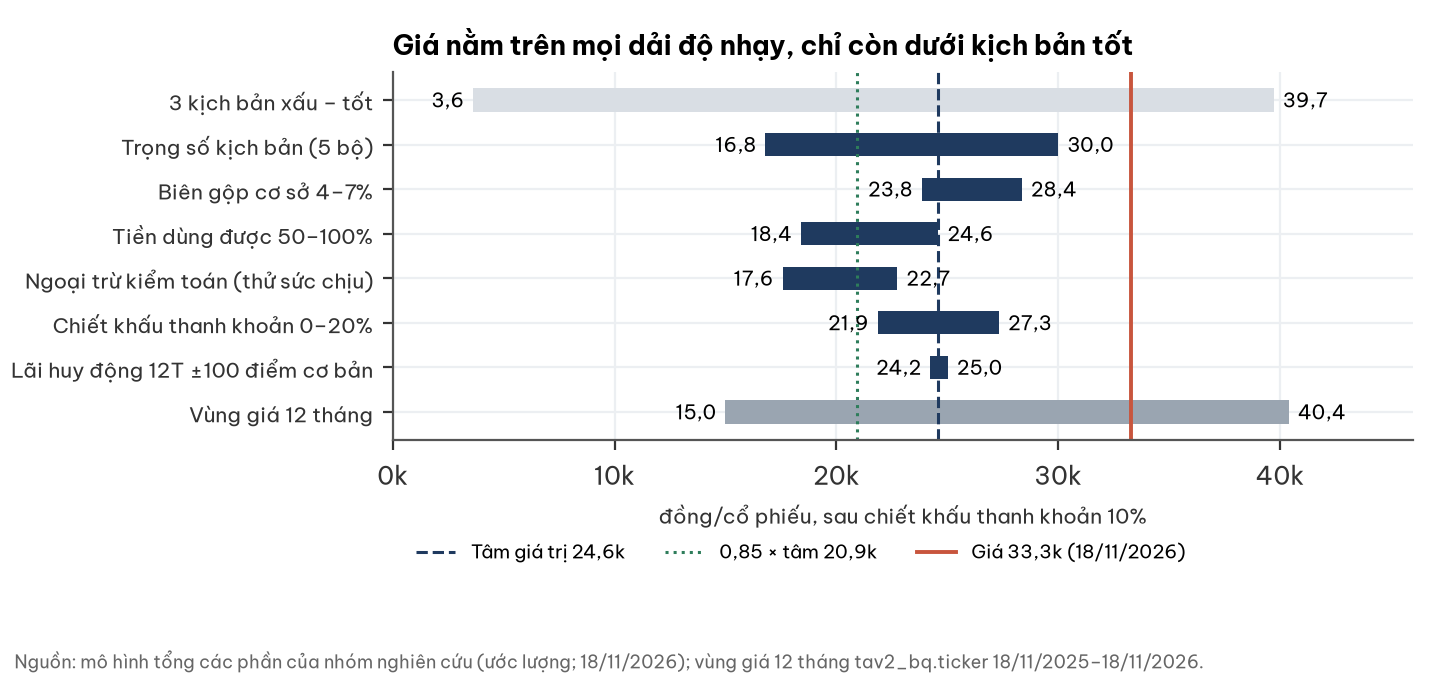 Giá nằm trên mọi dải độ nhạy, chỉ còn dưới kịch bản tốt
3 kịch bản xấu – tốt 3,6 39,7
Trọng số kịch bản (5 bộ) 16,8 30,0
Biên gộp cơ sở 4–7% 23,8 28,4
Tiền dùng được 50–100% 18,4 24,6
Ngoại trừ kiểm toán (thử sức chịu) 17,6 22,7
Chiết khấu thanh khoản 0–20% 21,9 27,3
Lãi huy động 12T ±100 điểm cơ bản 24,2 25,0
Vùng giá 12 tháng 15,0 40,4
0k 10k 20k 30k 40k
đồng/cổ phiếu, sau chiết khấu thanh khoản 10%
Tâm giá trị 24,6k 0,85 × tâm 20,9k Giá 33,3k (18/11/2026)
Nguồn: mô hình tổng các phần của nhóm nghiên cứu (ước lượng; 18/11/2026); vùng giá 12 tháng tav2_bq.ticker 18/11/2025–18/11/2026.